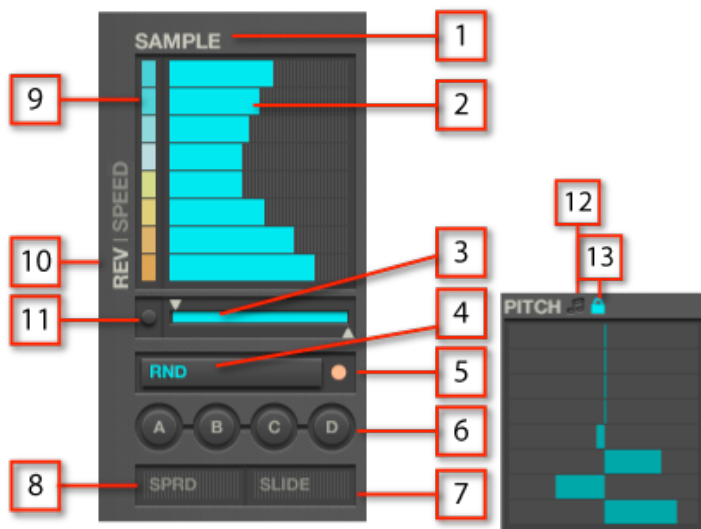 SAMPLE
1
9
2
REV | SPEED
12
3
13
10
4
PITCH
11
RND
5
A B C D
6
8
SPRD SLIDE
7